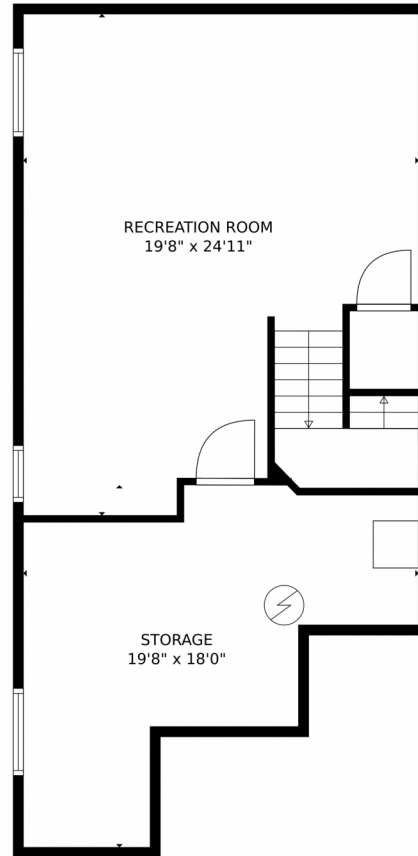 RECREATION ROOM
19'8" x 24'11"
STORAGE
19'8" x 18'0"